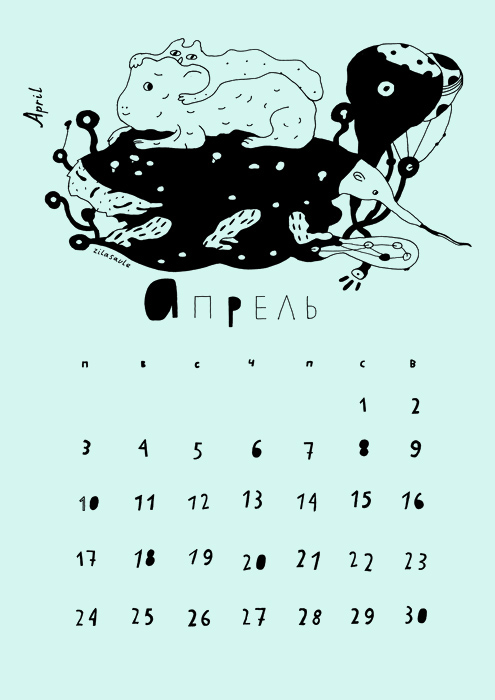 April
zilasaule
апрель
п в с ч п с в
1 2
3 4 5 6 7 8 9
10 11 12 13 14 15 16
17 18 19 20 21 22 23
24 25 26 27 28 29 30